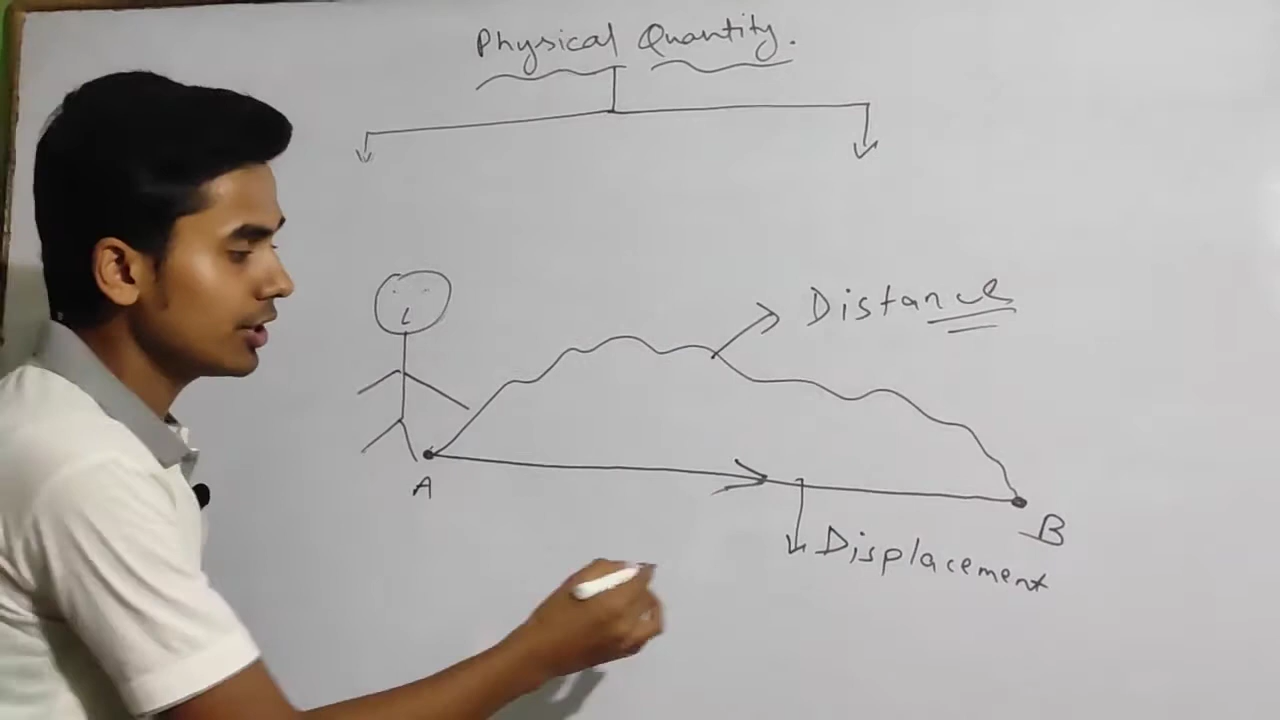 Physical Quantity.
Distance
A
B
Displacement